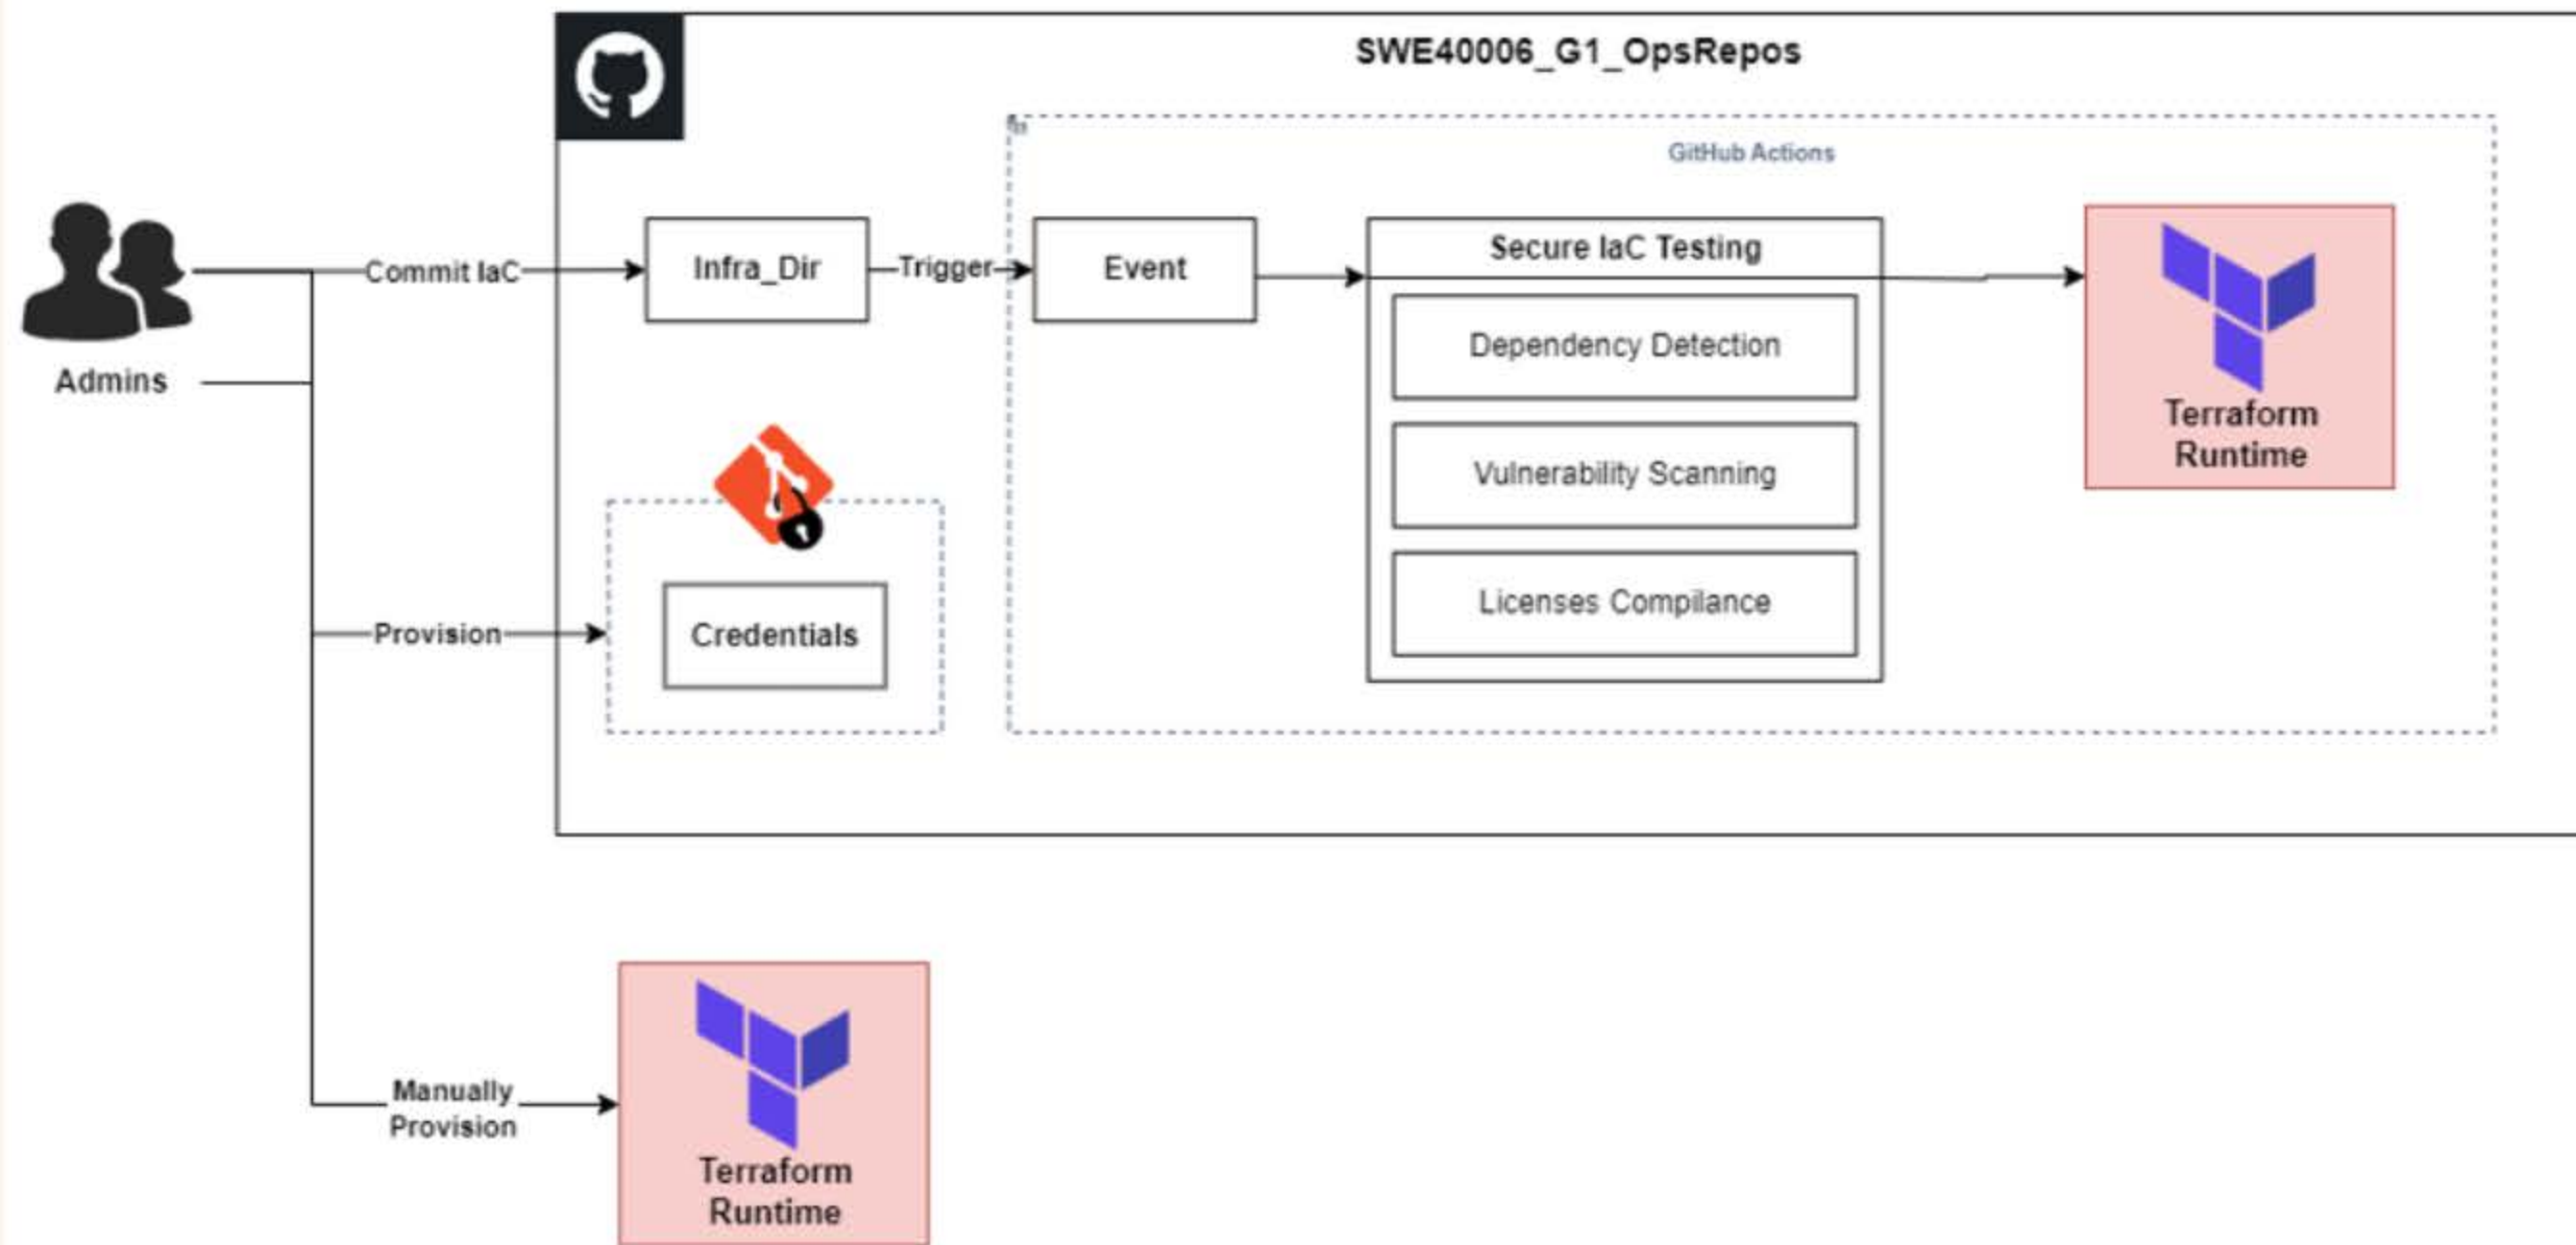 SWE40006_G1_OpsRepos
GitHub Actions
Admins
Commit IaC
Infra_Dir
Trigger
Event
Secure IaC Testing
Dependency Detection
Vulnerability Scanning
Licenses Compilance
Terraform
Runtime
Provision
Credentials
Manually
Provision
Terraform
Runtime